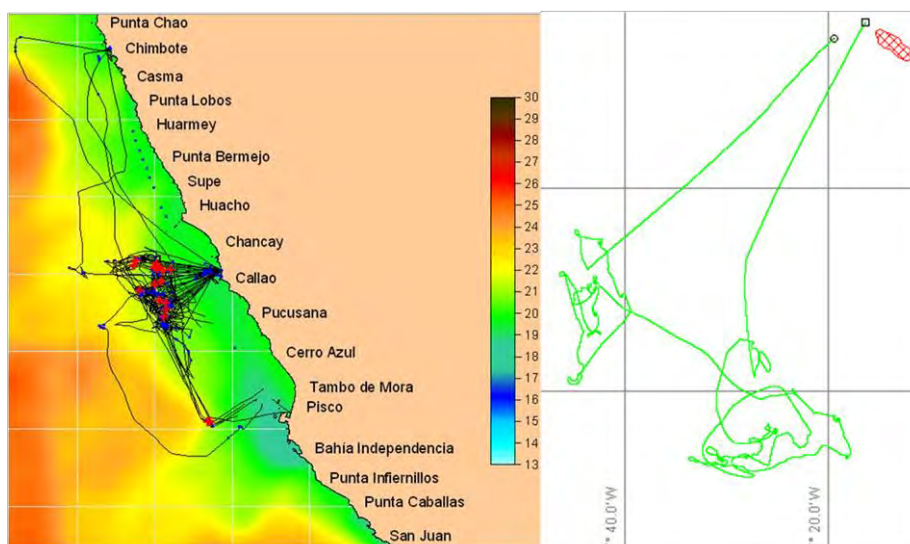 Punta Chao
Chimbote
Casma
Punta Lobos
Huarmey
Punta Bermejo
Supe
Huacho
Chancay
Callao
Pucusana
Cerro Azul
Tambo de Mora
Pisco
Bahía Independencia
Punta Infiernillos
Punta Caballas
San Juan
30
29
28
27
26
25
24
23
22
21
20
19
18
17
16
15
14
13
° 40.0'W
° 20.0'W